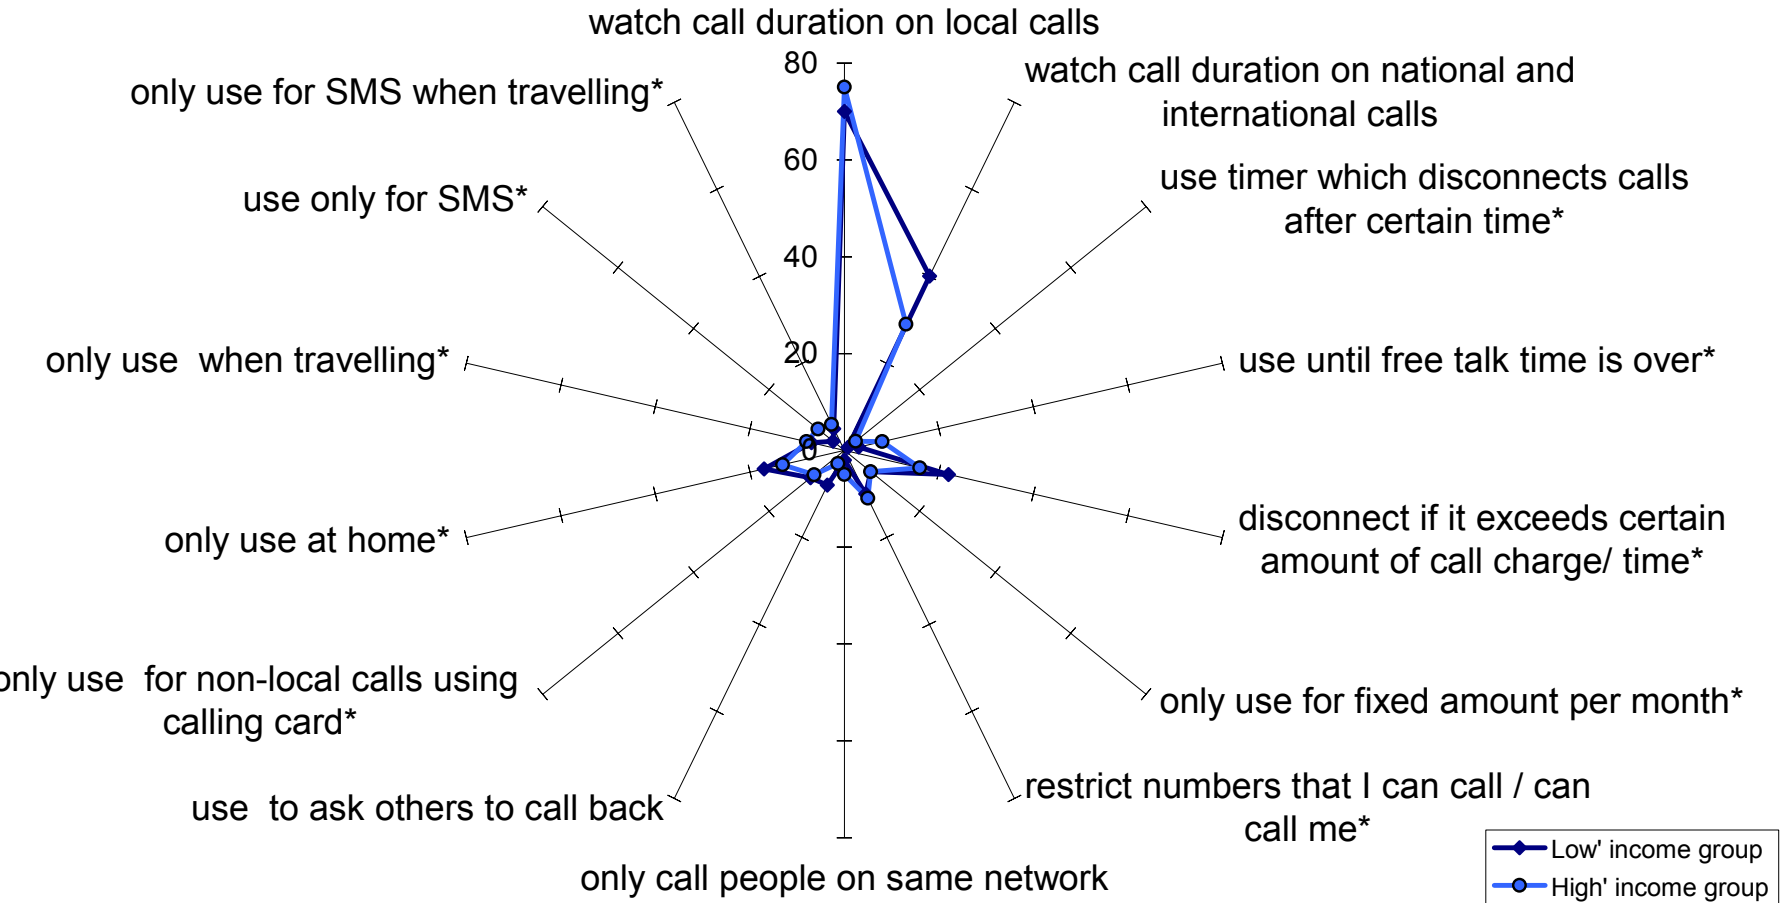 watch call duration on local calls
80
only use for SMS when travelling*
watch call duration on national and
international calls
60
use only for SMS*
use timer which disconnects calls
after certain time*
40
20
only use  when travelling*
use until free talk time is over*
0
only use at home*
disconnect if it exceeds certain
amount of call charge/ time*
only use  for non-local calls using
calling card*
only use for fixed amount per month*
use  to ask others to call back
restrict numbers that I can call / can
call me*
only call people on same network
Low' income group
High' income group